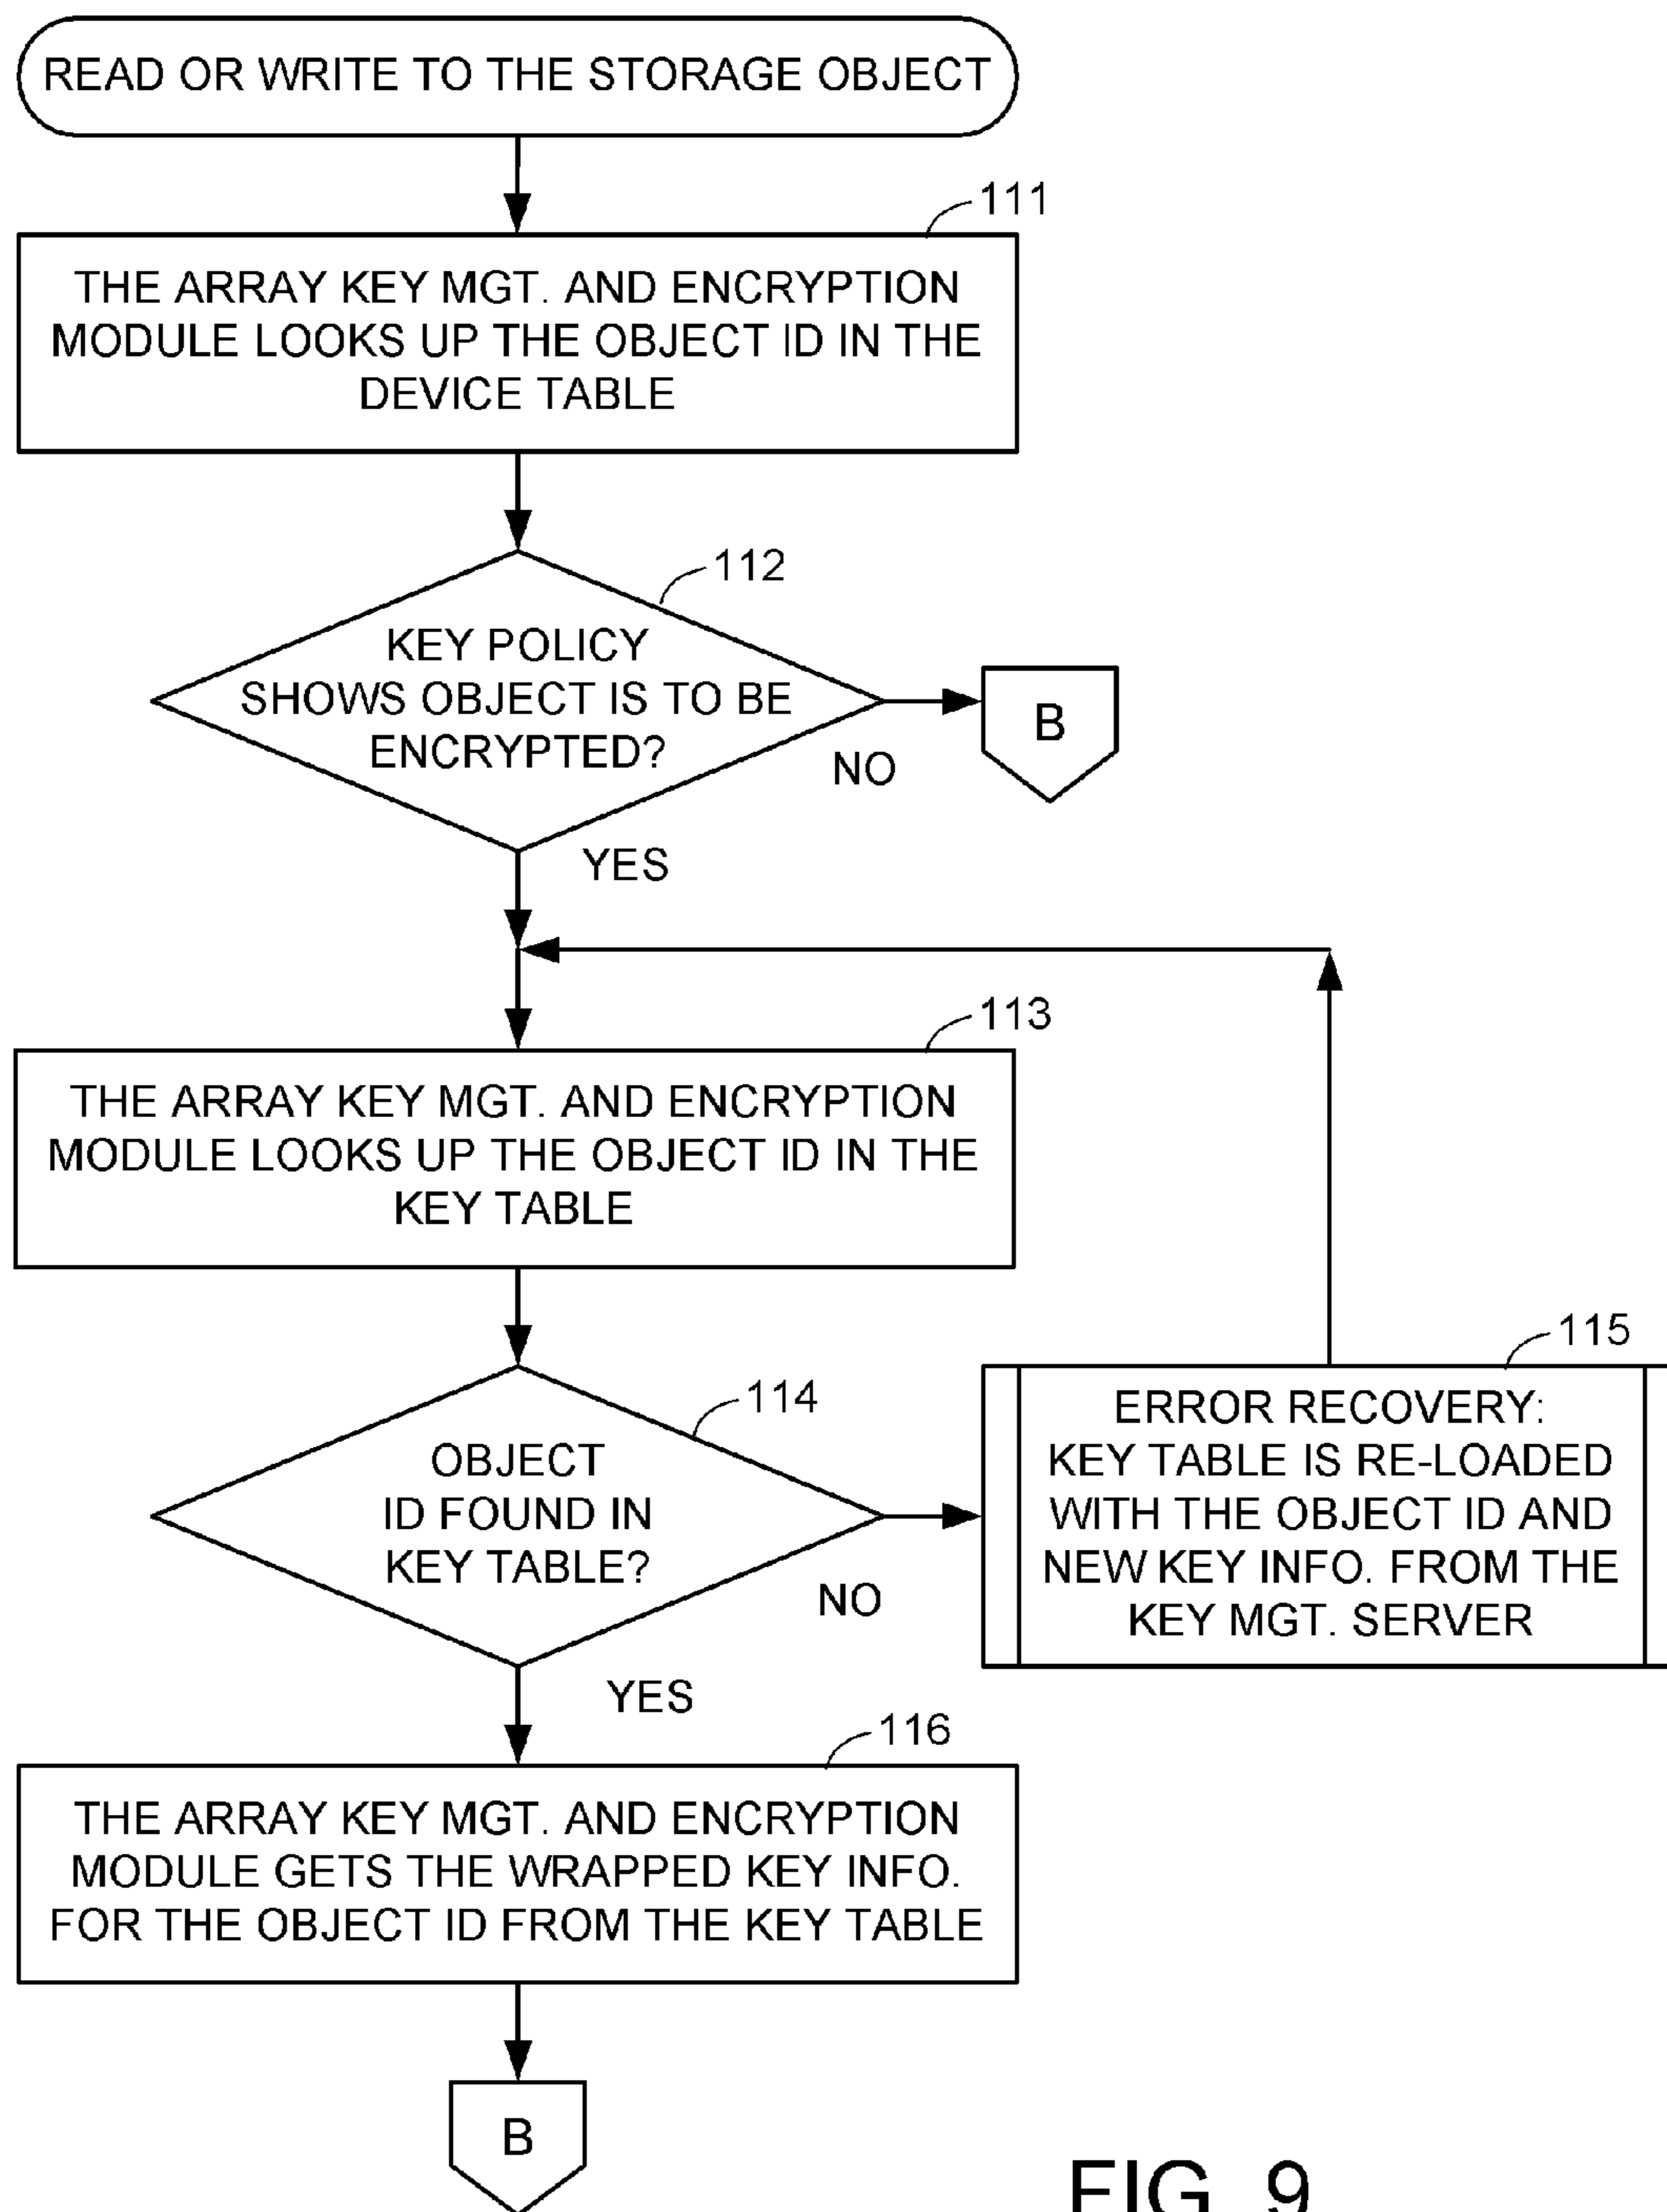 READ OR WRITE TO THE STORAGE OBJECT
111
THE ARRAY KEY MGT. AND ENCRYPTION
MODULE LOOKS UP THE OBJECT ID IN THE
DEVICE TABLE
112
KEY POLICY
SHOWS OBJECT IS TO BE
ENCRYPTED?
B
NO
YES
113
THE ARRAY KEY MGT. AND ENCRYPTION
MODULE LOOKS UP THE OBJECT ID IN THE
KEY TABLE
114
OBJECT
ID FOUND IN
KEY TABLE?
NO
115
ERROR RECOVERY:
KEY TABLE IS RE-LOADED
WITH THE OBJECT ID AND
NEW KEY INFO. FROM THE
KEY MGT. SERVER
YES
116
THE ARRAY KEY MGT. AND ENCRYPTION
MODULE GETS THE WRAPPED KEY INFO.
FOR THE OBJECT ID FROM THE KEY TABLE
B
FIG. 9